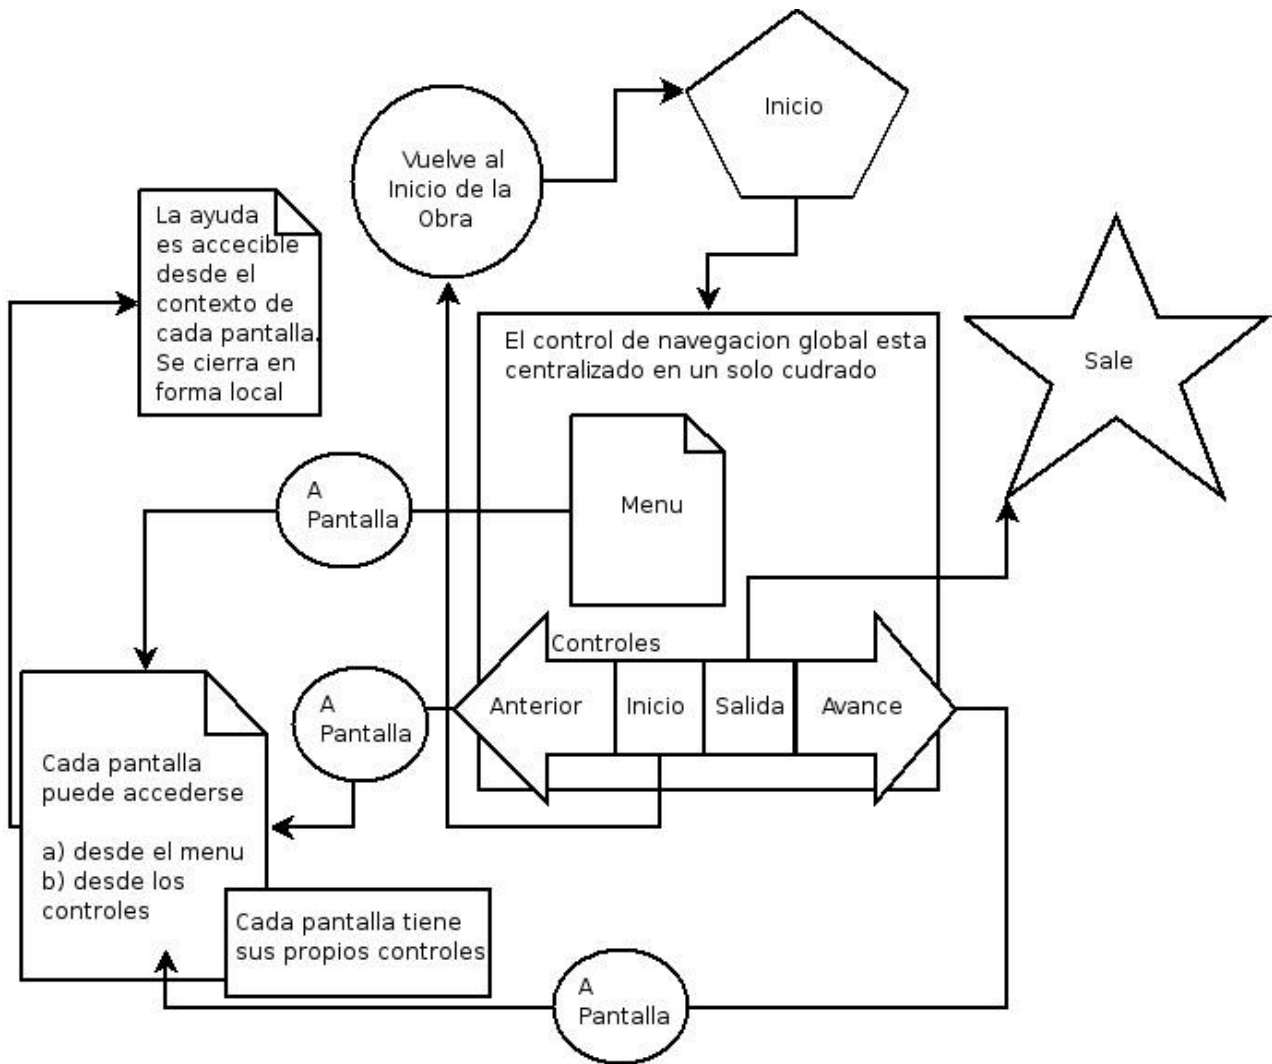 Inicio
Vuelve al
Inicio de la
Obra
La ayuda
es accecible
desde el
contexto de
cada pantalla.
Se cierra en
forma local
El control de navegacion global esta
centralizado en un solo cudrado
Sale
Menu
A
Pantalla
Controles
Anterior
Inicio
Salida
Avance
A
Pantalla
Cada pantalla
puede accederse
a) desde el menu
b) desde los
controles
Cada pantalla tiene
sus propios controles
A
Pantalla